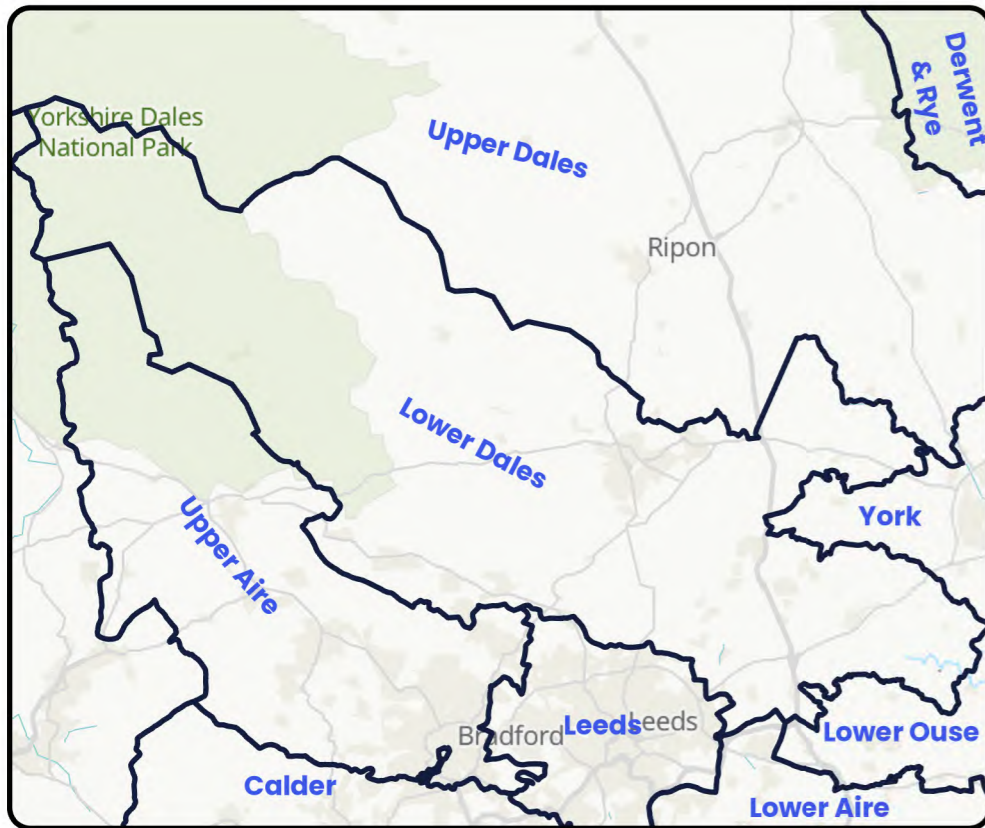 Derwent
& Rye
Yorkshire Dales
National Park
Upper Dales
Ripon
Lower Dales
Upper Aire
York
Bradford
Leeds
Leeds
Lower Ouse
Calder
Lower Aire